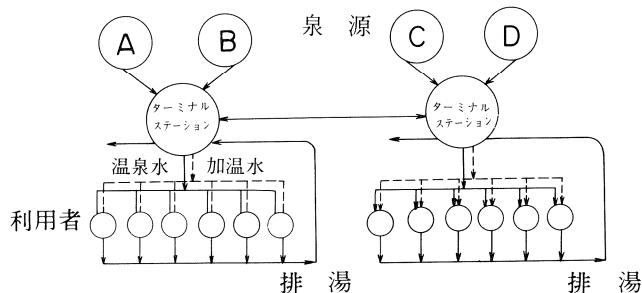 A B 泉源 C D
ターミナル
ステーション
ターミナル
ステーション
温泉水 加温水
利用者
排湯 排湯